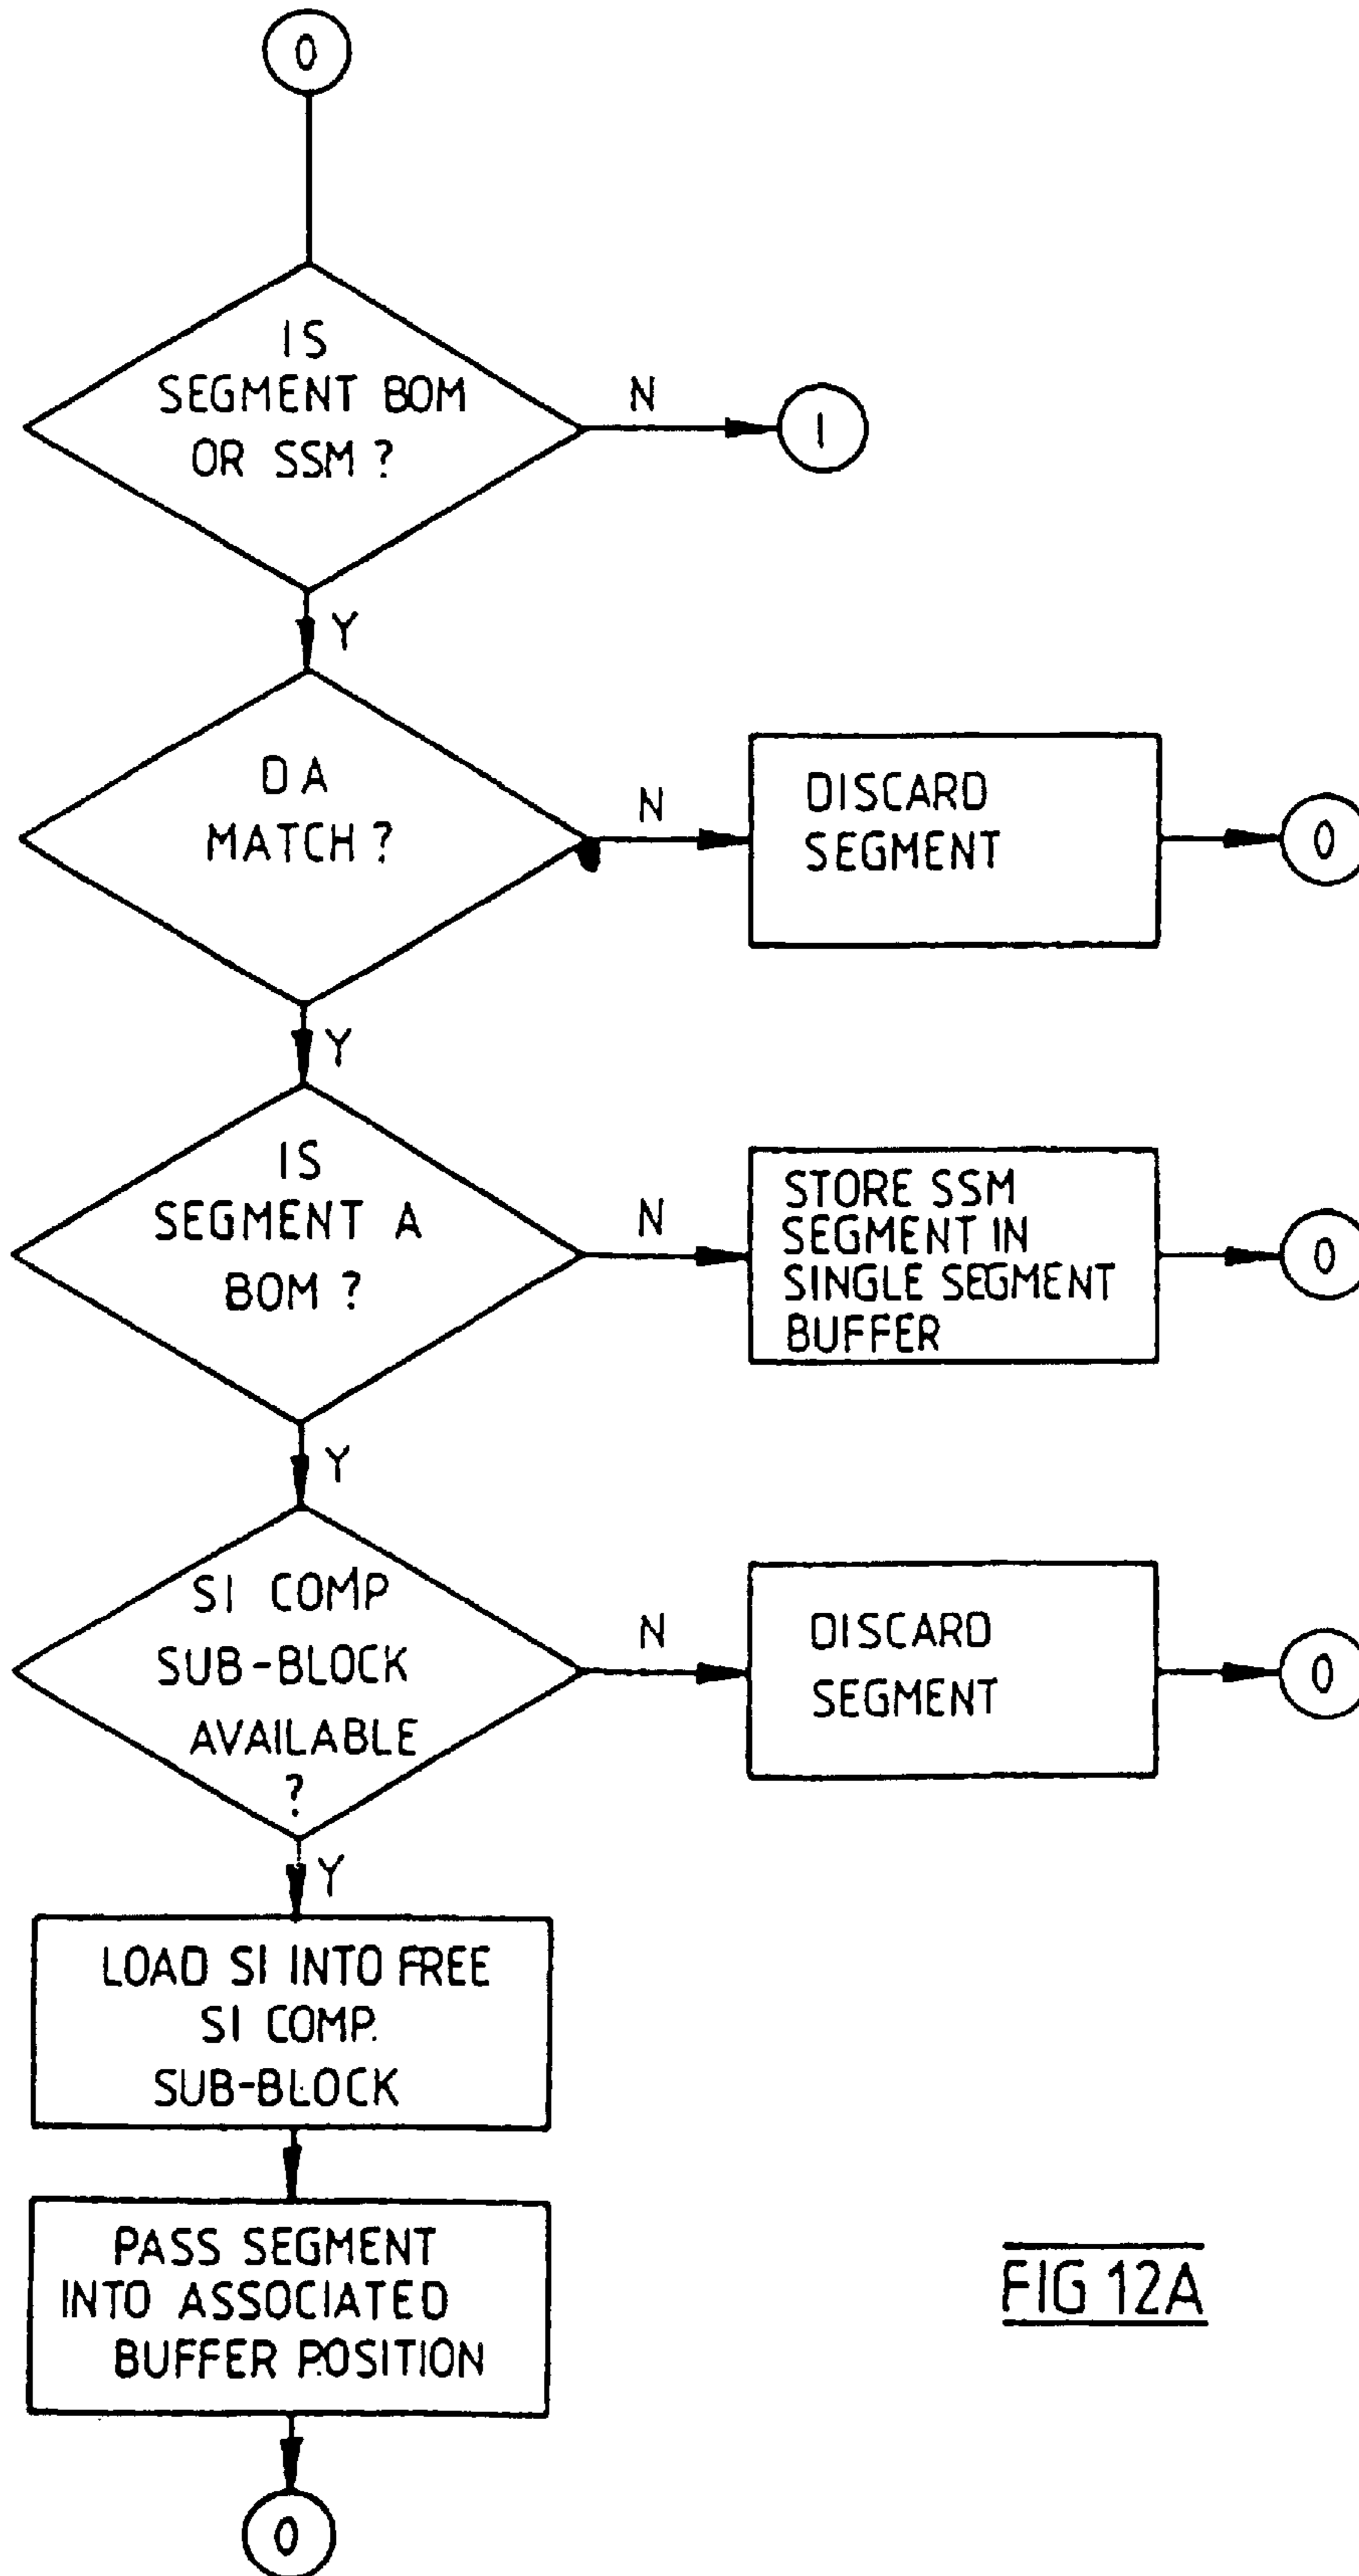 0
IS
SEGMENT BOM
OR SSM ?
N
1
Y
DA
MATCH ?
N
DISCARD
SEGMENT
0
Y
IS
SEGMENT A
BOM ?
N
STORE SSM
SEGMENT IN
SINGLE SEGMENT
BUFFER
0
Y
SI COMP
SUB-BLOCK
AVAILABLE
?
N
DISCARD
SEGMENT
0
Y
LOAD SI INTO FREE
SI COMP.
SUB-BLOCK
PASS SEGMENT
INTO ASSOCIATED
BUFFER POSITION
0
FIG 12A